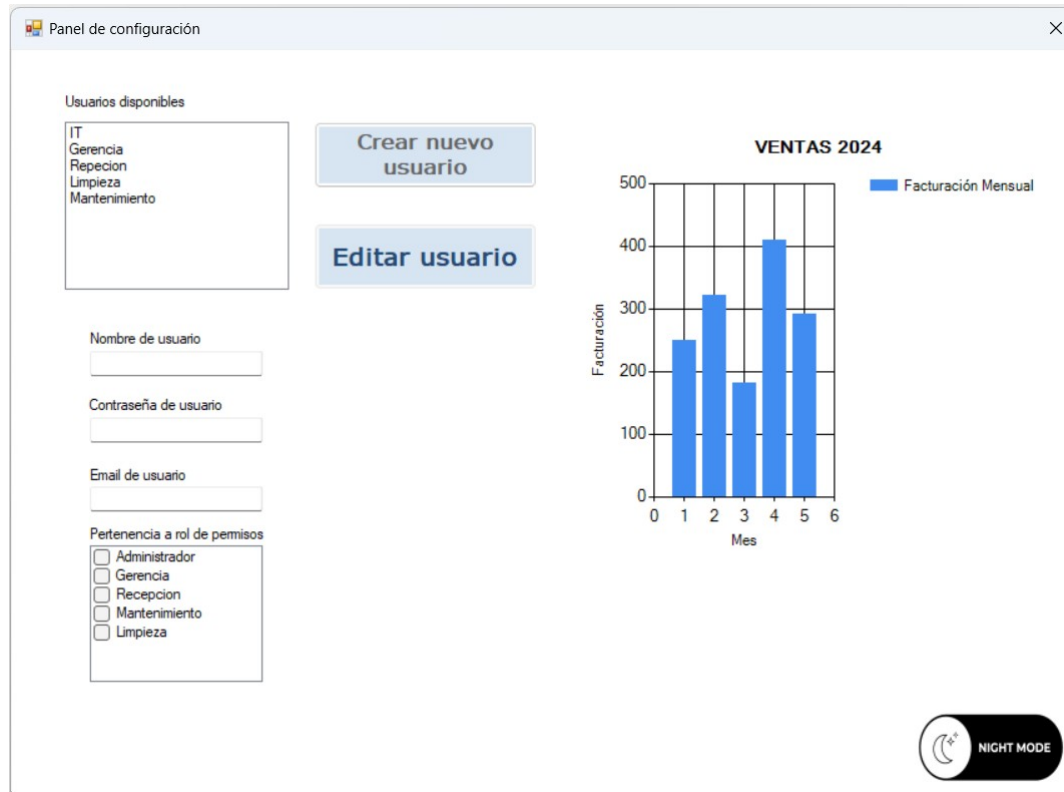 Panel de configuración
Usuarios disponibles
IT
Gerencia
Repecion
Limpieza
Mantenimiento
Crear nuevo
usuario
Editar usuario
Nombre de usuario
Contraseña de usuario
Email de usuario
Pertenencia a rol de permisos
Administrador
Gerencia
Recepcion
Mantenimiento
Limpieza
VENTAS 2024
Facturación Mensual
Facturación
500
400
300
200
100
0
0 1 2 3 4 5 6
Mes
NIGHT MODE